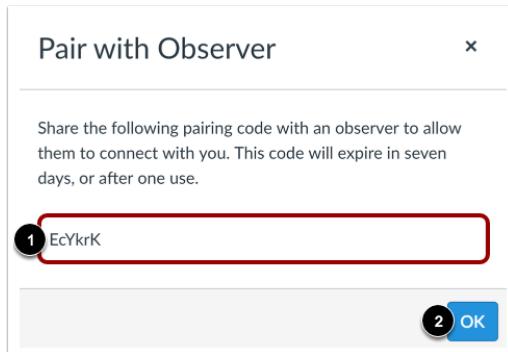 Pair with Observer ×
Share the following pairing code with an observer to allow
them to connect with you. This code will expire in seven
days, or after one use.
1 EcYkrK
2 OK